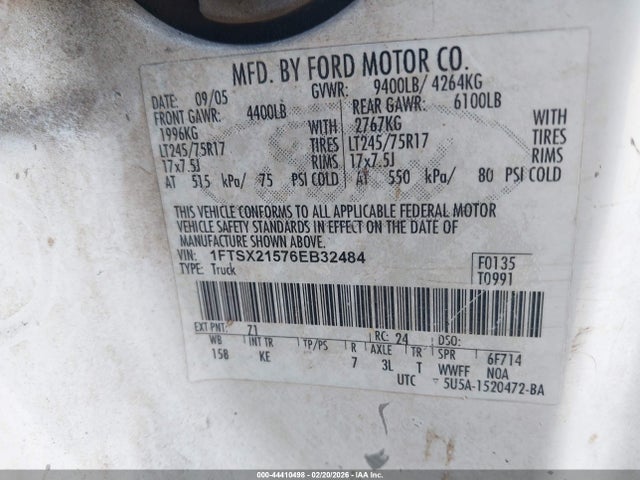 MFD. BY FORD MOTOR CO.
DATE: 09/05 GVWR: 9400LB/ 4264KG
FRONT GAWR: 4400LB REAR GAWR: 6100LB
1996KG WITH 2767KG WITH
LT245/75R17 TIRES LT245/75R17 TIRES
17x7.5J RIMS 17x7.5J RIMS
AT 515 kPa/ 75 PSI COLD AT 550 kPa/ 80 PSI COLD
THIS VEHICLE CONFORMS TO ALL APPLICABLE FEDERAL MOTOR
VEHICLE SAFETY STANDARDS IN EFFECT ON THE DATE OF
MANUFACTURE SHOWN ABOVE.
VIN: 1FTSX21576EB32484 F0135
TYPE: Truck T0991
EXT PNT: Z1 RC: 24 DSO:
WB INT TR TP/PS R AXLE TR SPR 6F714
158 KE 7 3L T WWFF NOA
UTC 5U5A-1520472-BA
000-44410498 - 02/20/2026 - IAAI.COM